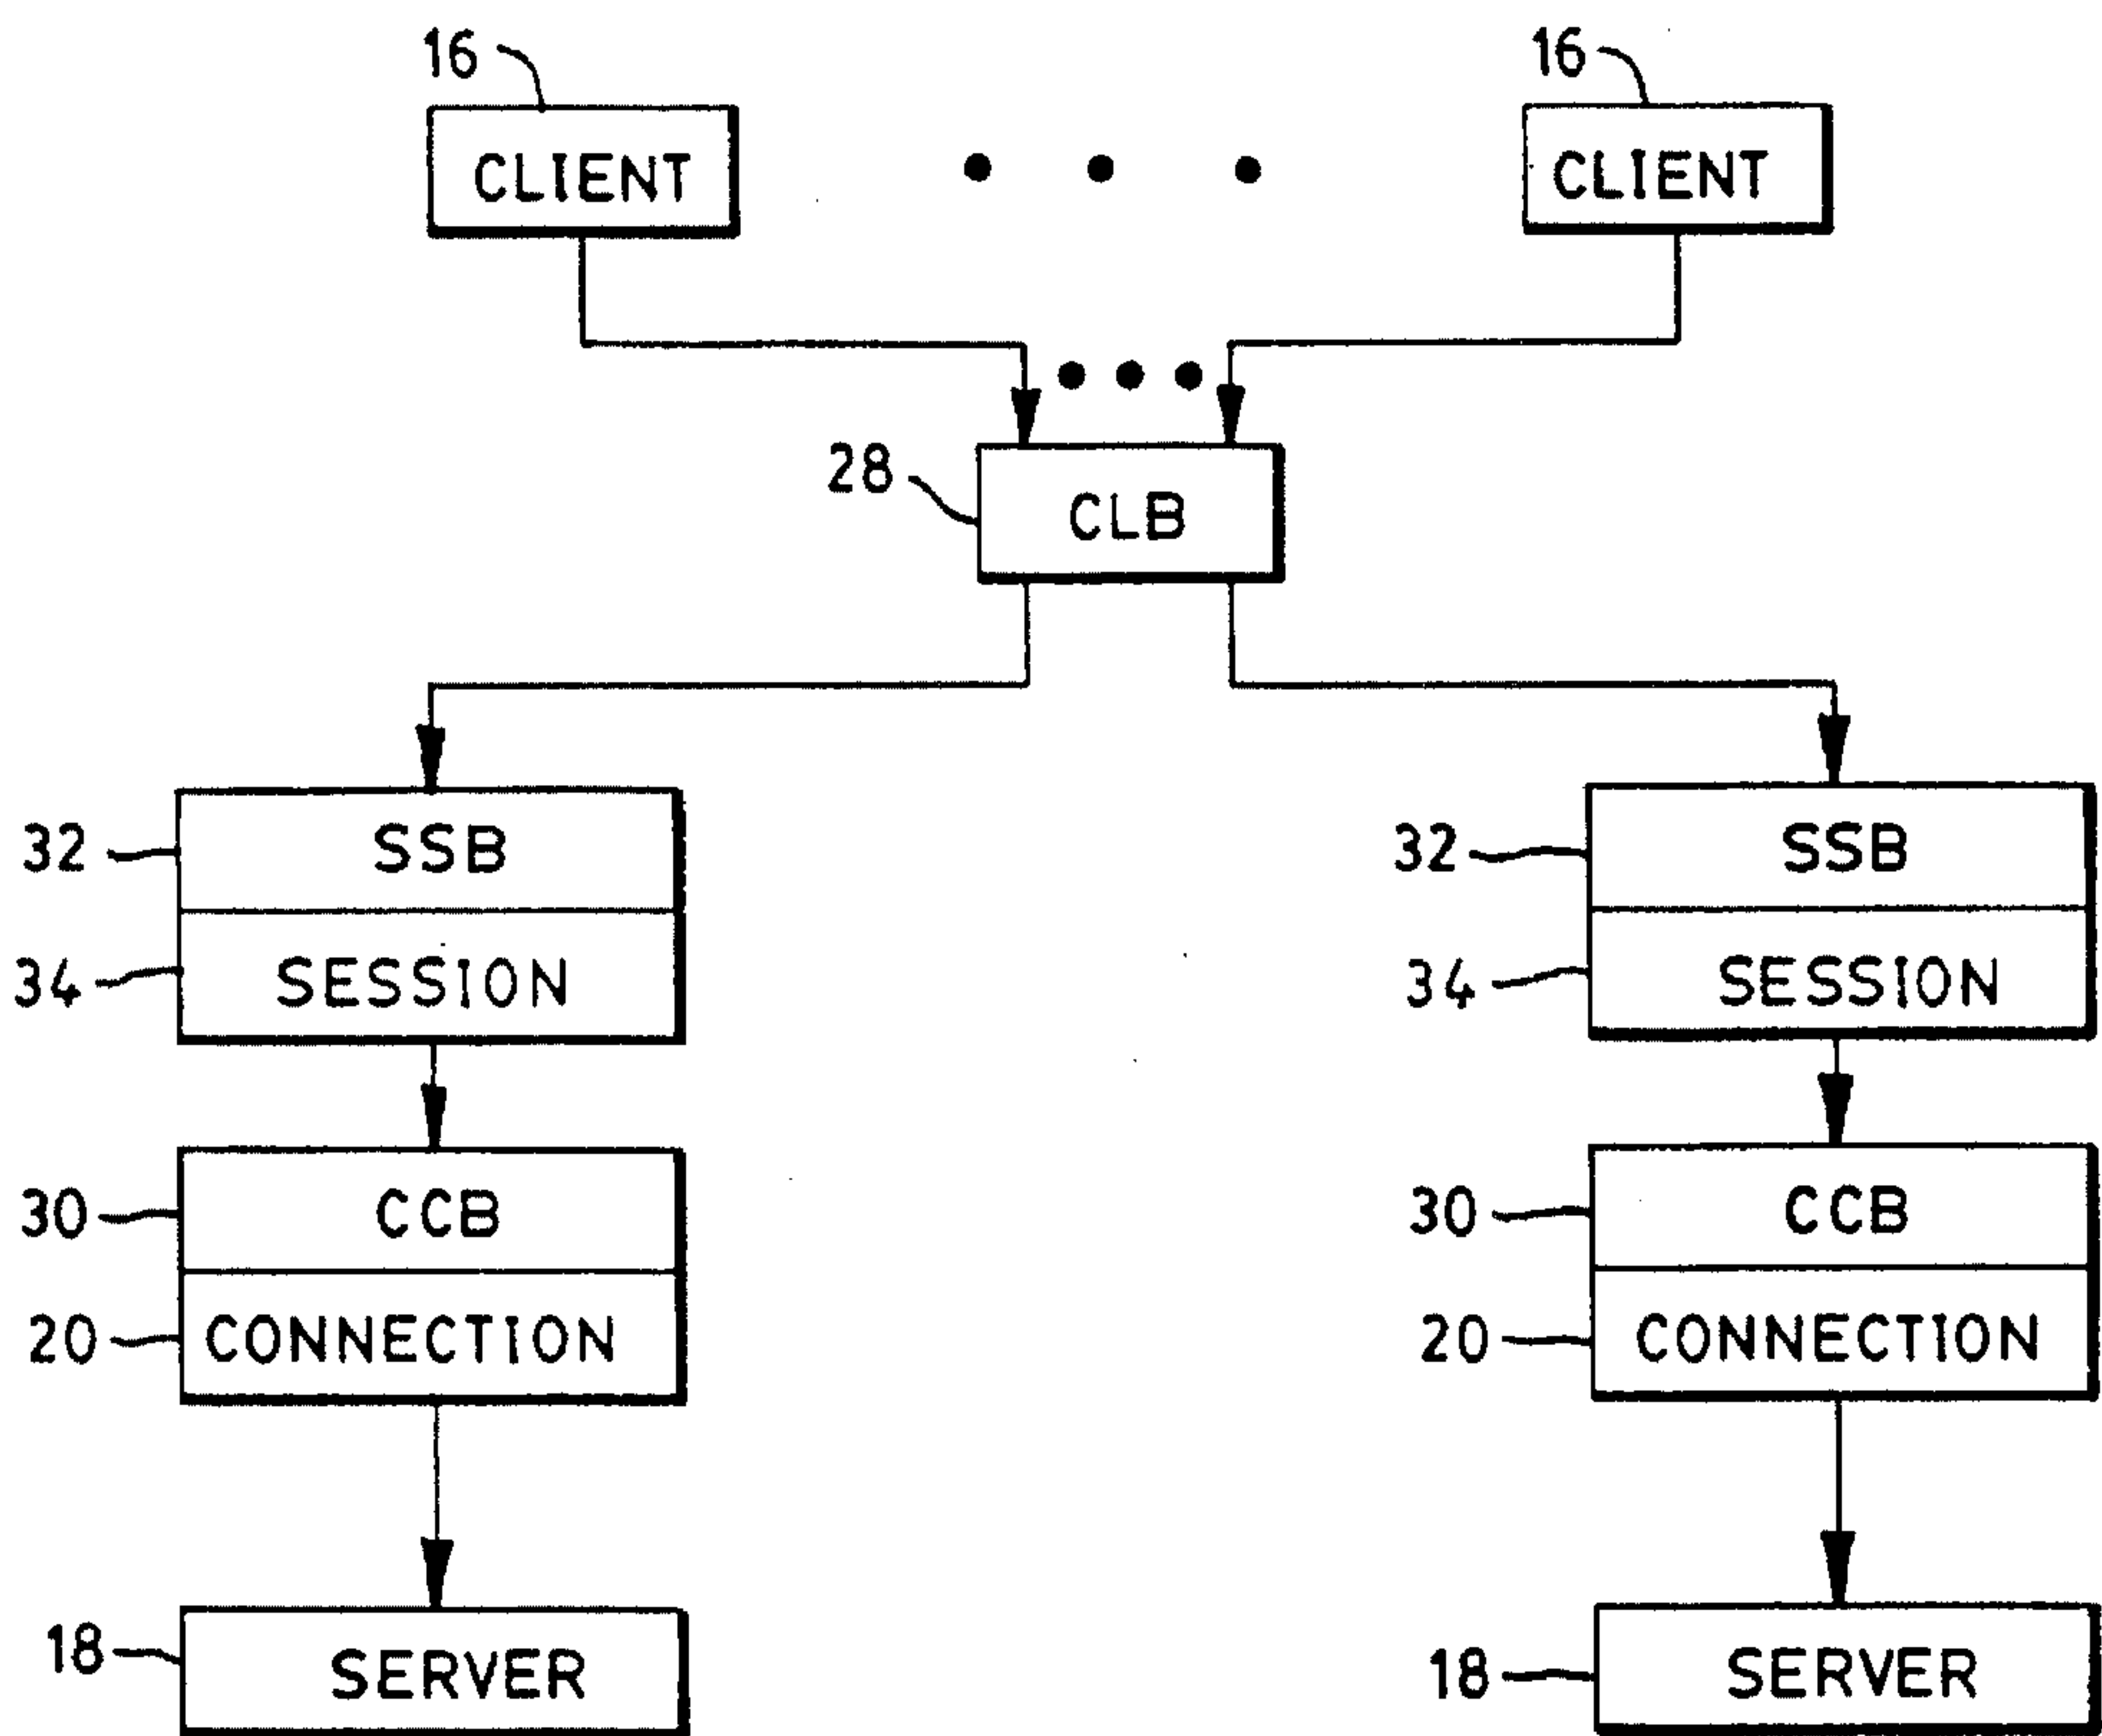 16 16
CLIENT CLIENT
28 CLB
32 SSB 32 SSB
34 SESSION 34 SESSION
30 CCB 30 CCB
20 CONNECTION 20 CONNECTION
18 SERVER 18 SERVER